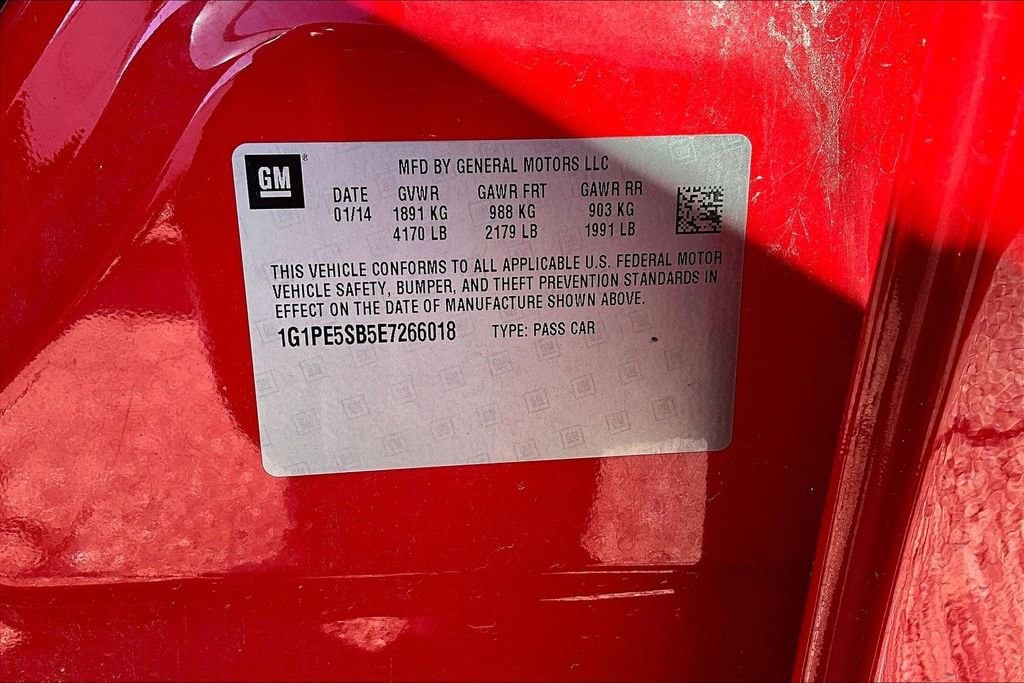 GM
MFD BY GENERAL MOTORS LLC
DATE GVWR GAWR FRT GAWR RR
01/14 1891 KG 988 KG 903 KG
4170 LB 2179 LB 1991 LB
THIS VEHICLE CONFORMS TO ALL APPLICABLE U.S. FEDERAL MOTOR
VEHICLE SAFETY, BUMPER, AND THEFT PREVENTION STANDARDS IN
EFFECT ON THE DATE OF MANUFACTURE SHOWN ABOVE.
1G1PE5SB5E7266018 TYPE: PASS CAR